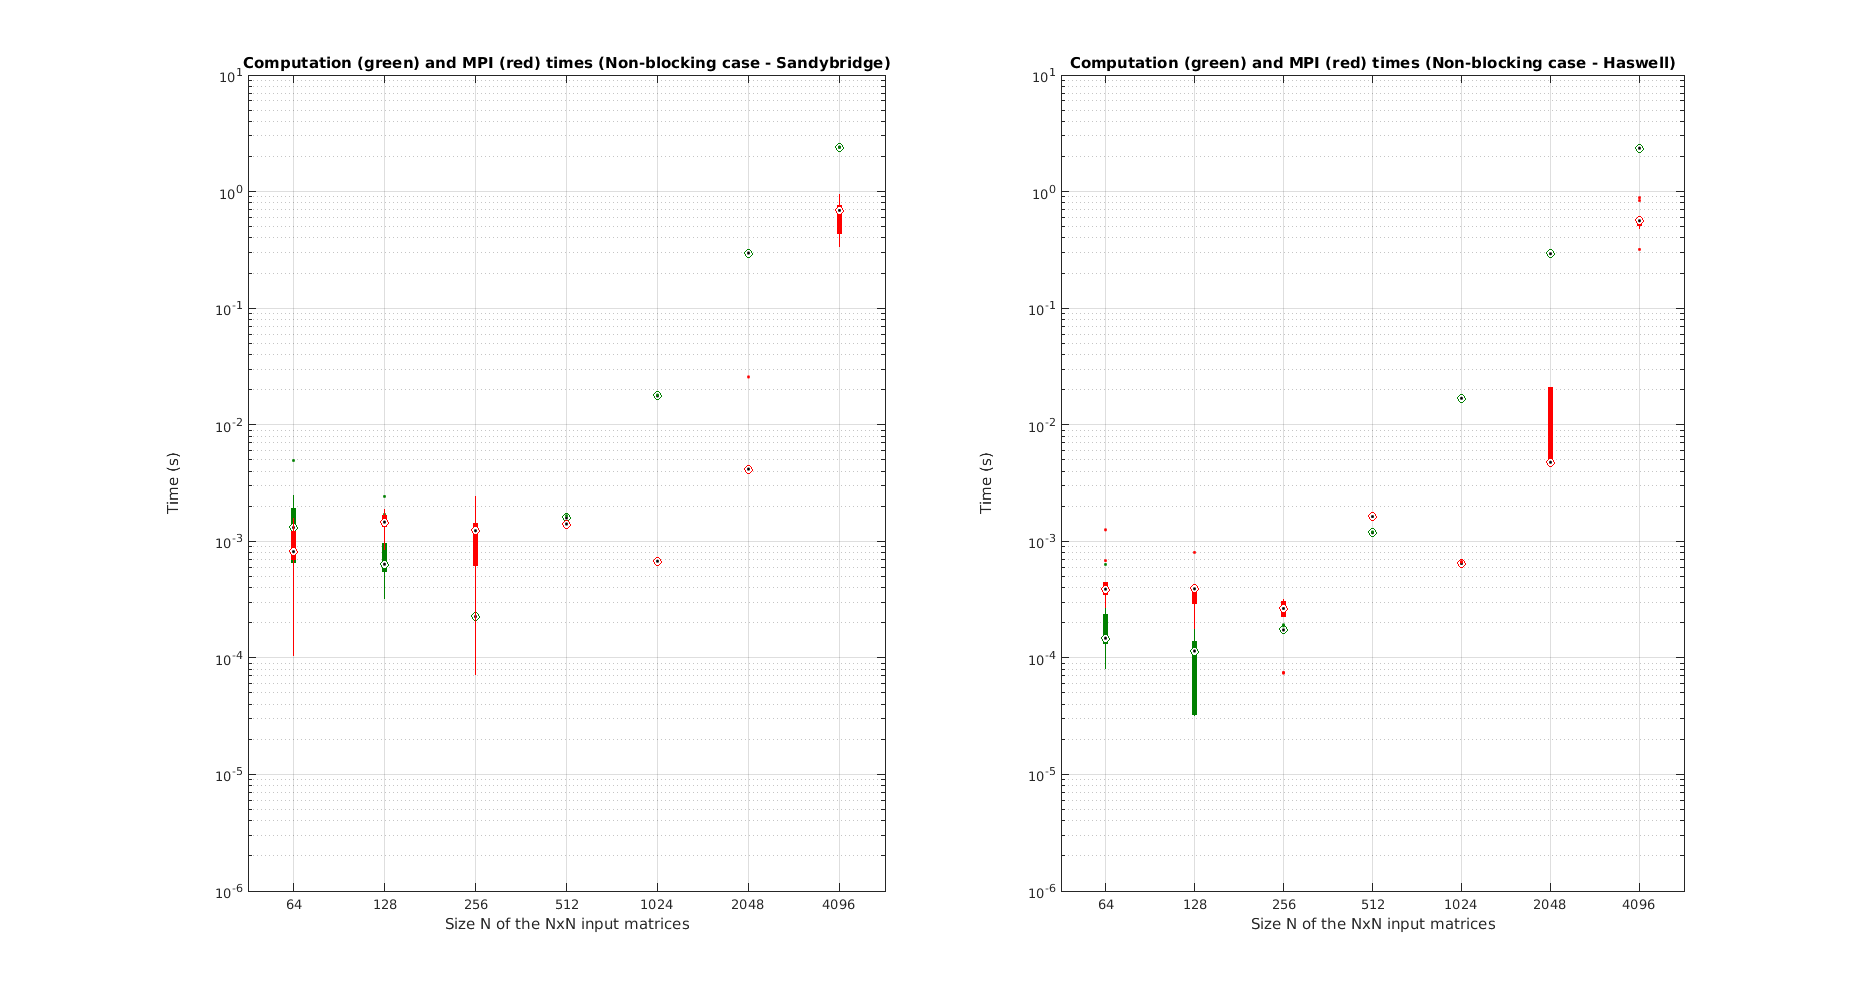 Computation (green) and MPI (red) times (Non-blocking case - Sandybridge)
10^1
10^0
10^-1
10^-2
10^-3
10^-4
10^-5
10^-6
Time (s)
64 128 256 512 1024 2048 4096
Size N of the NxN input matrices
Computation (green) and MPI (red) times (Non-blocking case - Haswell)
10^1
10^0
10^-1
10^-2
10^-3
10^-4
10^-5
10^-6
Time (s)
64 128 256 512 1024 2048 4096
Size N of the NxN input matrices